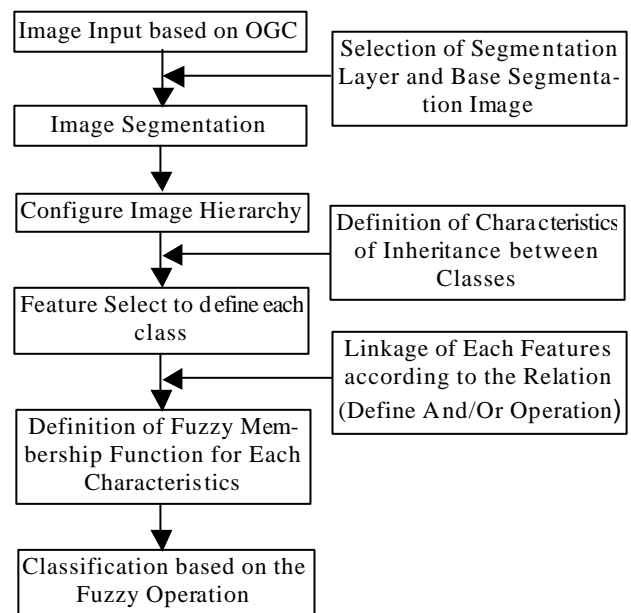 Image Input based on OGC
Selection of Segmentation
Layer and Base Segmenta-
tion Image
Image Segmentation
Configure Image Hierarchy
Definition of Characteristics
of Inheritance between
Classes
Feature Select to define each
class
Linkage of Each Features
according to the Relation
(Define And/Or Operation)
Definition of Fuzzy Mem-
bership Function for Each
Characteristics
Classification based on the
Fuzzy Operation